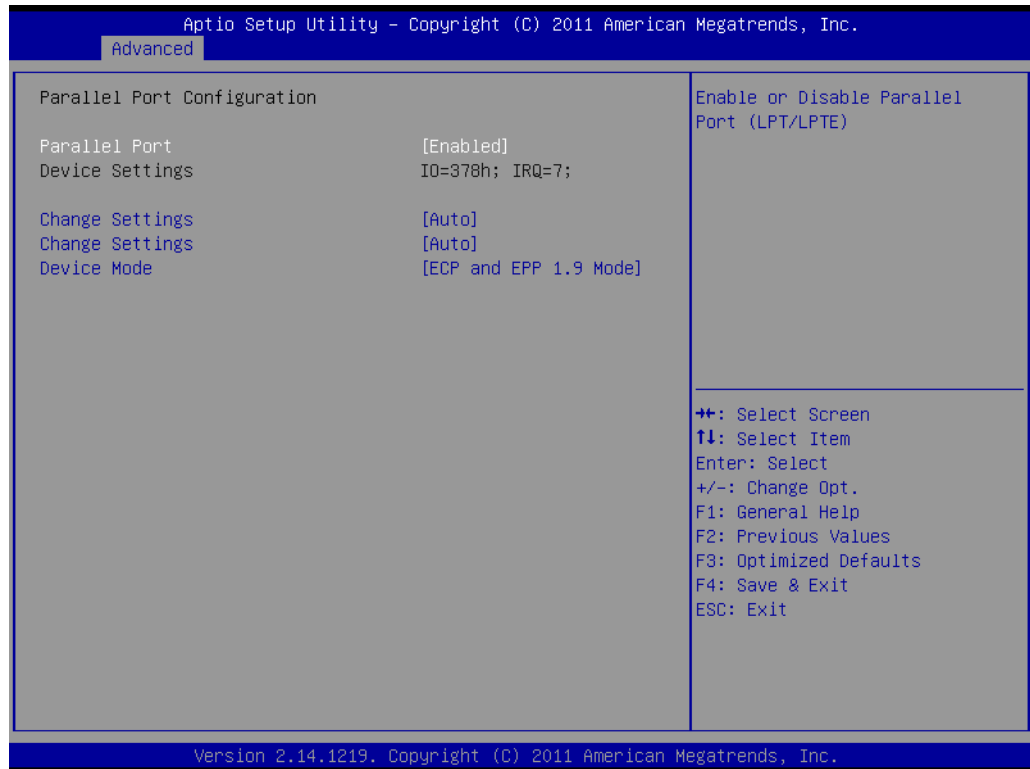 Aptio Setup Utility – Copyright (C) 2011 American Megatrends, Inc.
Advanced
Parallel Port Configuration
Parallel Port [Enabled]
Device Settings IO=378h; IRQ=7;
Change Settings [Auto]
Change Settings [Auto]
Device Mode [ECP and EPP 1.9 Mode]
Enable or Disable Parallel
Port (LPT/LPTE)
→←: Select Screen
↑↓: Select Item
Enter: Select
+/-: Change Opt.
F1: General Help
F2: Previous Values
F3: Optimized Defaults
F4: Save & Exit
ESC: Exit
Version 2.14.1219. Copyright (C) 2011 American Megatrends, Inc.